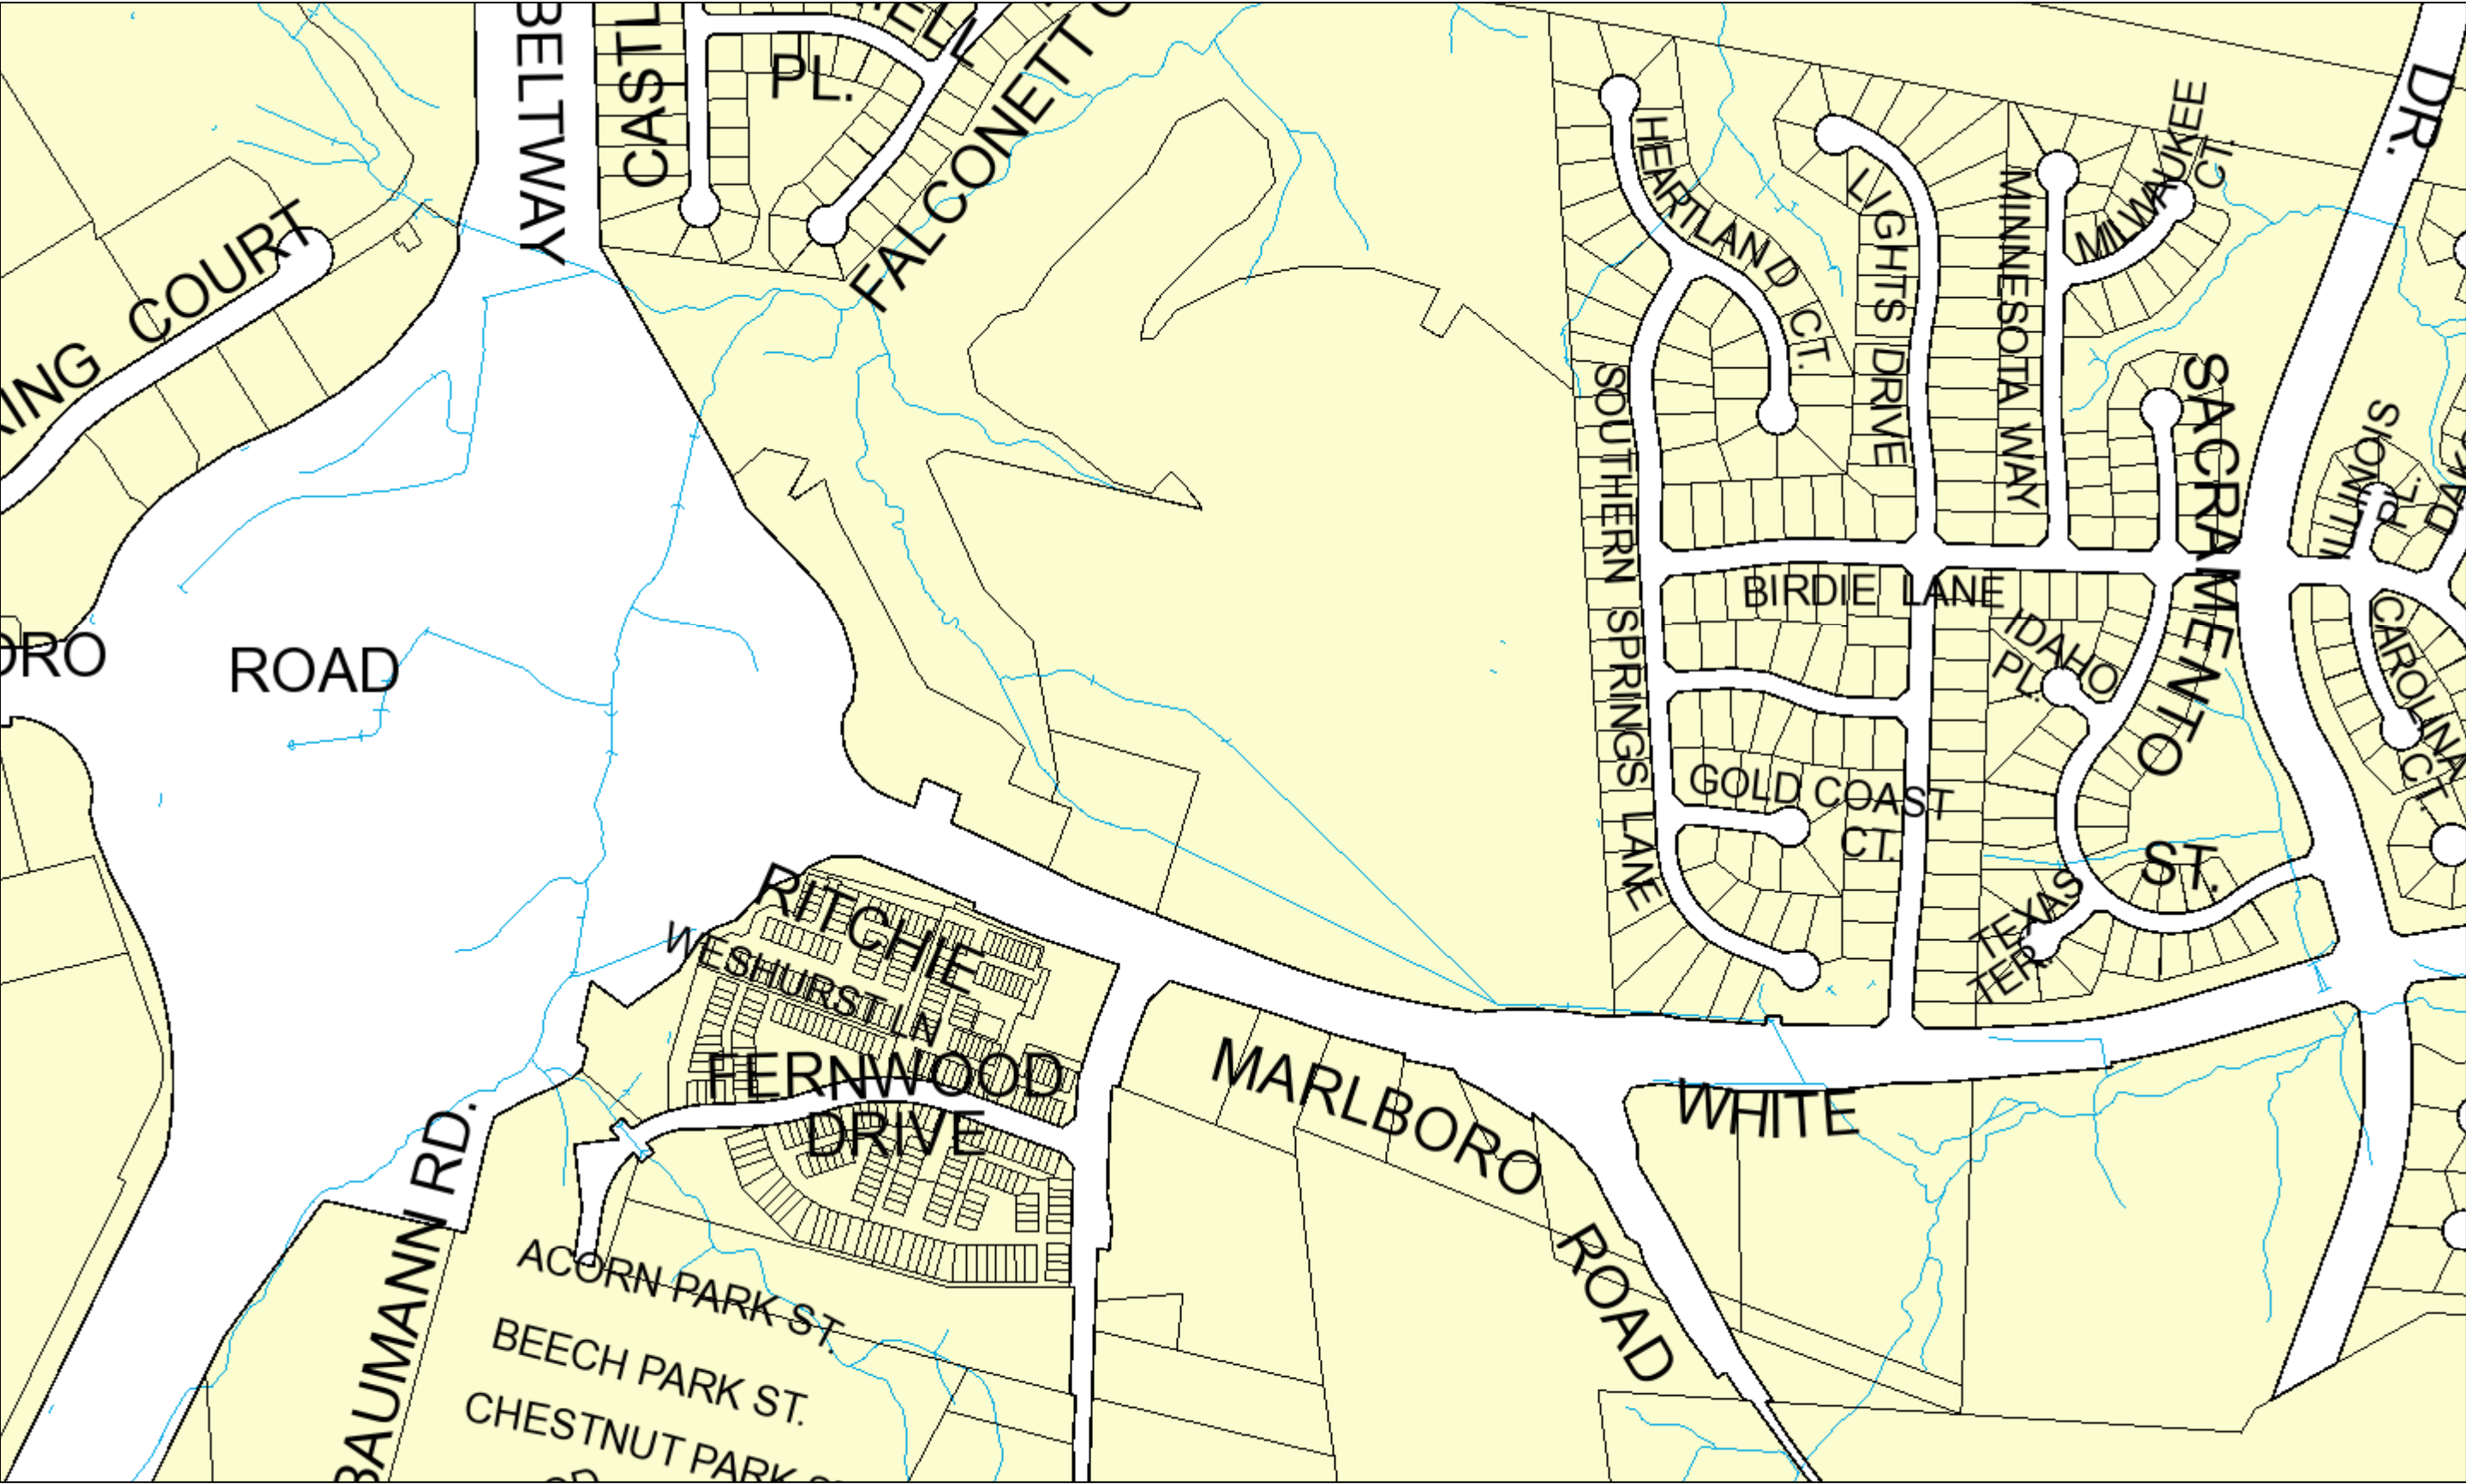 BELTWAY
PL.
FALCONETT
DR.
COURT
HEARTLAND CT.
LIGHTS DRIVE
MINNESOTA WAY
MILWAUKEE
CT.
SACRAMENTO ST.
ILLINOIS
PL.
SOUTHERN SPRINGS LANE
BIRDIE LANE
IDAHO
PL.
CAROLINA
CT.
ROAD
GOLD COAST
CT.
TEXAS
TER.
RITCHIE
WESHURST LN
FERNWOOD
DRIVE
MARLBORO ROAD
WHITE
BAUMANN RD.
ACORN PARK ST.
BEECH PARK ST.
CHESTNUT PARK